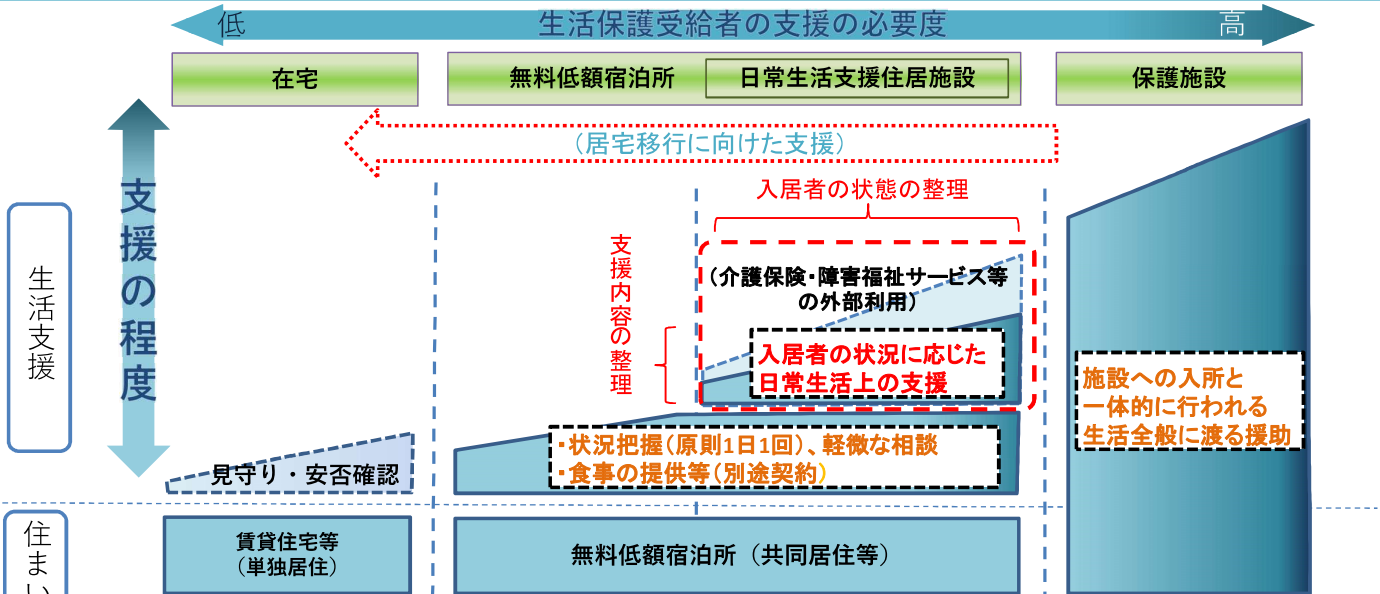 低
生活保護受給者の支援の必要度
高
在宅
無料低額宿泊所
日常生活支援住居施設
保護施設
（居宅移行に向けた支援）
支援の程度
入居者の状態の整理
支援内容の整理
生活支援
（介護保険・障害福祉サービス等
の外部利用）
入居者の状況に応じた
日常生活上の支援
施設への入所と
一体的に行われる
生活全般に渡る援助
・状況把握（原則1日1回）、軽微な相談
・食事の提供等（別途契約）
見守り・安否確認
住まい
賃貸住宅等
（単独居住）
無料低額宿泊所（共同居住等）